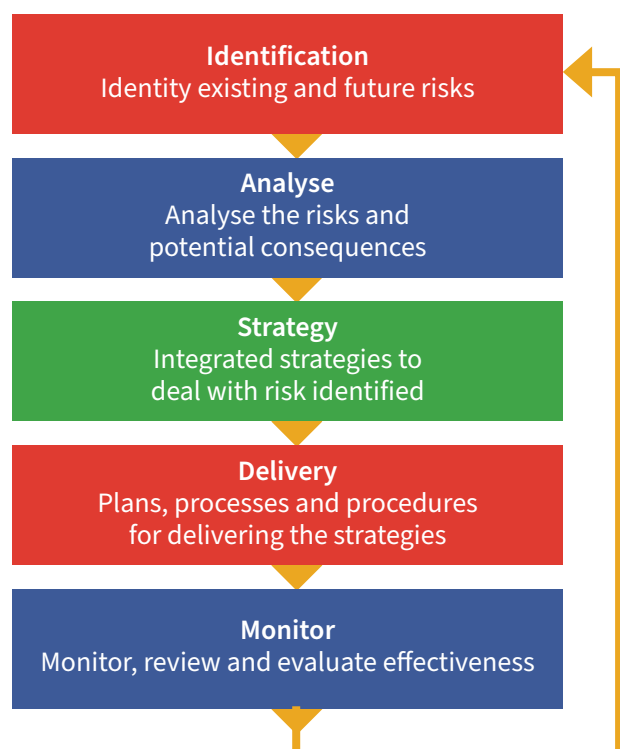 Identification
Identity existing and future risks
Analyse
Analyse the risks and
potential consequences
Strategy
Integrated strategies to
deal with risk identified
Delivery
Plans, processes and procedures
for delivering the strategies
Monitor
Monitor, review and evaluate effectiveness